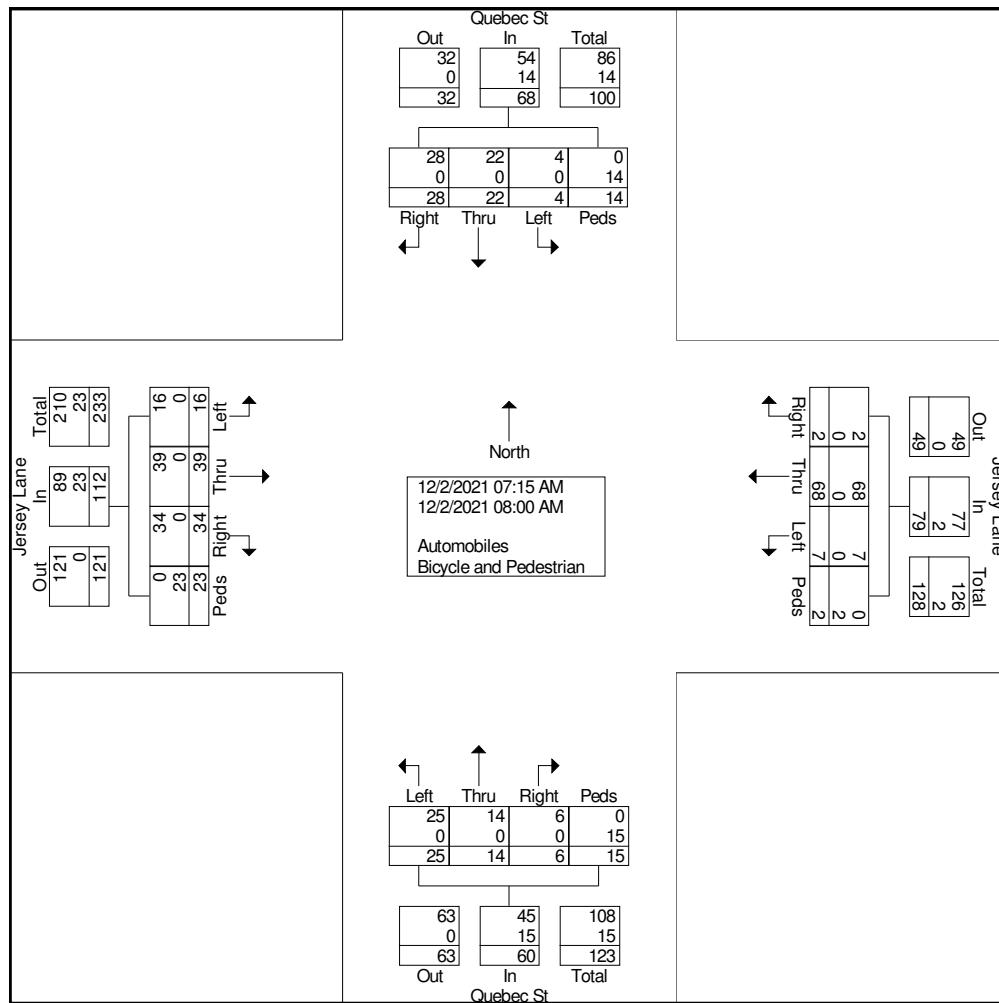 Quebec St
Out In Total
32 54 86
0 14 14
32 68 100
28 22 4 0
0 0 0 14
28 22 4 14
Right Thru Left Peds
Jersey Lane
Out In Total
121 89 210
0 23 23
121 112 233
Left Thru Right Peds
16 39 34 0
0 0 0 23
16 39 34 23
North
12/2/2021 07:15 AM
12/2/2021 08:00 AM
Automobiles
Bicycle and Pedestrian
Right Thru Left Peds
2 68 7 0
0 0 0 2
2 68 7 2
Jersey Lane
Out In Total
49 77 126
0 2 2
49 79 128
Left Thru Right Peds
25 14 6 0
0 0 0 15
25 14 6 15
63 45 108
0 15 15
63 60 123
Out In Total
Quebec St